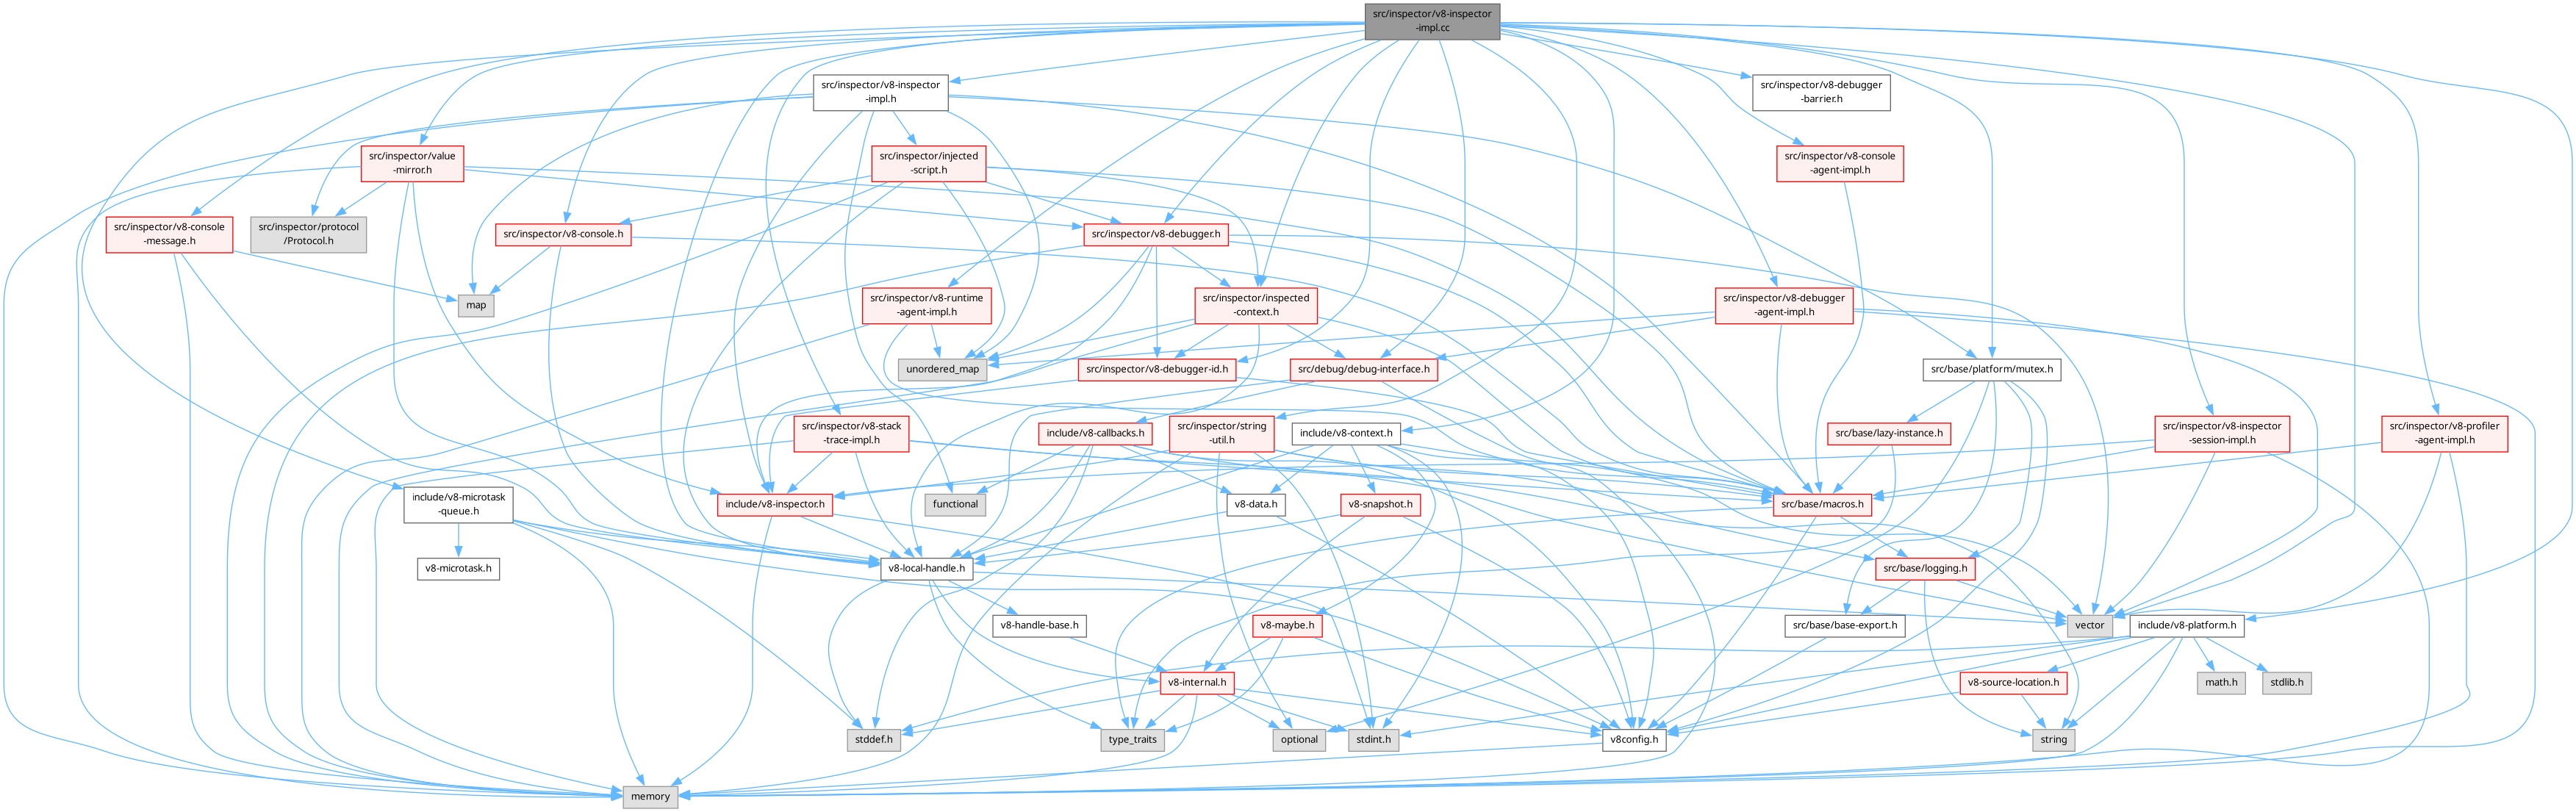 src/inspector/v8-inspector
-impl.cc
src/inspector/v8-inspector
-impl.h
src/inspector/v8-debugger
-barrier.h
src/inspector/value
-mirror.h
src/inspector/injected
-script.h
src/inspector/v8-console
-agent-impl.h
src/inspector/v8-console
-message.h
src/inspector/protocol
/Protocol.h
src/inspector/v8-console.h
src/inspector/v8-debugger.h
map
src/inspector/v8-runtime
-agent-impl.h
src/inspector/inspected
-context.h
src/inspector/v8-debugger
-agent-impl.h
unordered_map
src/inspector/v8-debugger-id.h
src/debug/debug-interface.h
src/base/platform/mutex.h
src/inspector/v8-stack
-trace-impl.h
include/v8-callbacks.h
src/inspector/string
-util.h
include/v8-context.h
src/base/lazy-instance.h
src/inspector/v8-inspector
-session-impl.h
src/inspector/v8-profiler
-agent-impl.h
include/v8-microtask
-queue.h
include/v8-inspector.h
functional
v8-data.h
v8-snapshot.h
src/base/macros.h
v8-microtask.h
v8-local-handle.h
src/base/logging.h
v8-handle-base.h
v8-maybe.h
src/base/base-export.h
vector
include/v8-platform.h
v8-internal.h
v8-source-location.h
math.h
stdlib.h
stddef.h
type_traits
optional
stdint.h
v8config.h
string
memory